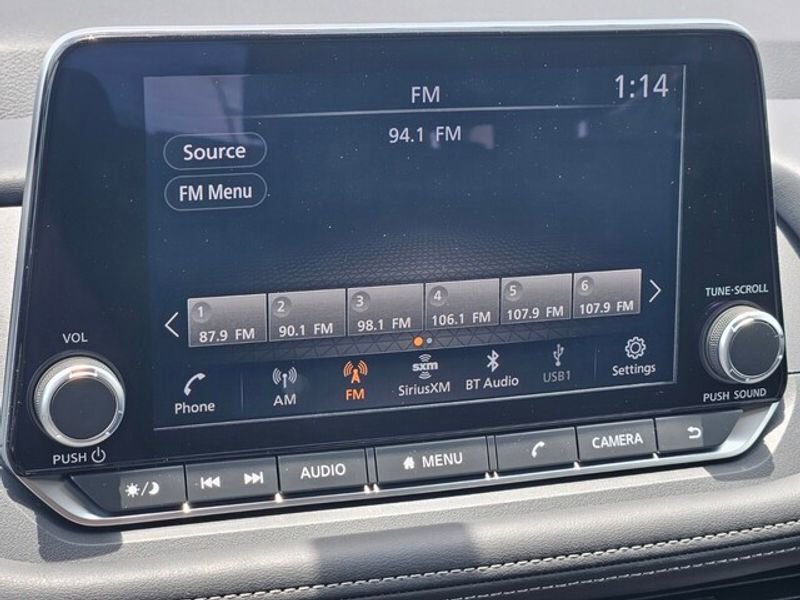 FM
1:14
94.1 FM
Source
FM Menu
1
87.9 FM
2
90.1 FM
3
98.1 FM
4
106.1 FM
5
107.9 FM
6
107.9 FM
Phone
AM
FM
sxm
SiriusXM
BT Audio
USB1
Settings
VOL
PUSH
TUNE·SCROLL
PUSH SOUND
AUDIO
MENU
CAMERA